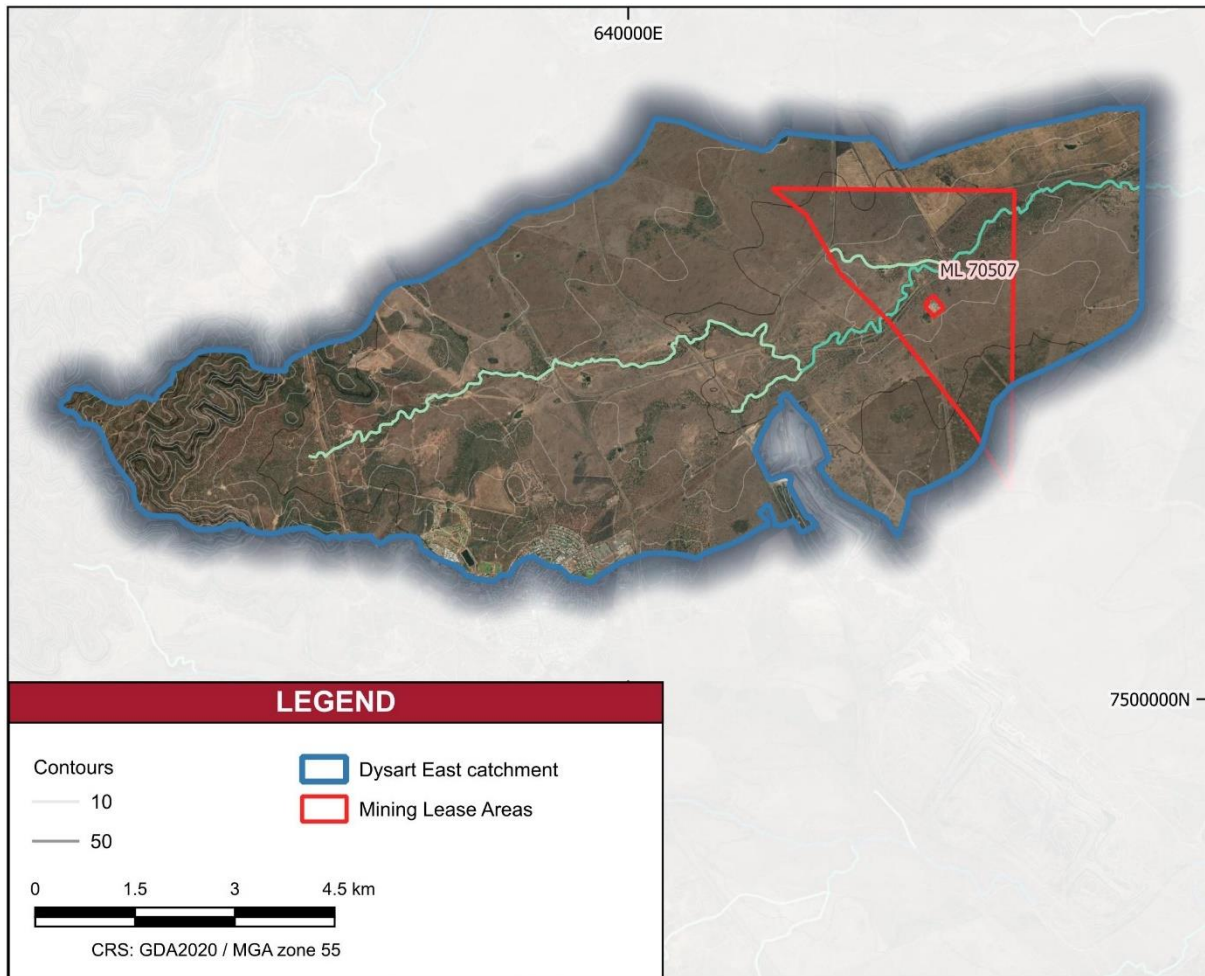 640000E
ML 70507
7500000N
LEGEND
Contours
10
50
Dysart East catchment
Mining Lease Areas
0 1.5 3 4.5 km
CRS: GDA2020 / MGA zone 55